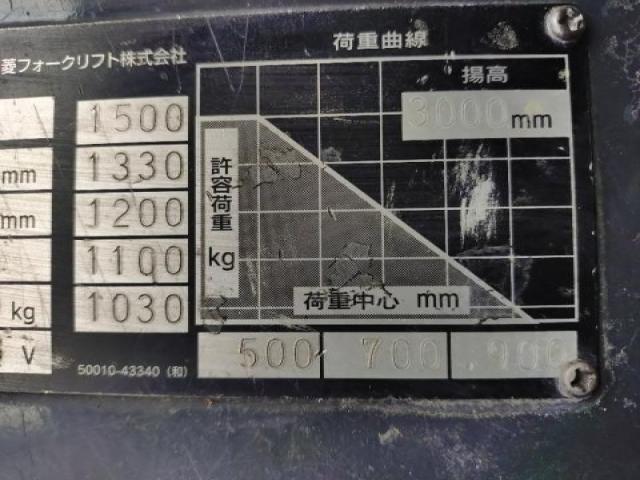 菱フォークリフト株式会社
荷重曲線
揚高
3000 mm
1500
mm 1330
mm 1200
1100
kg 1030
V
許容荷重
kg
荷重中心 mm
500 700 900
50010-43340 (和)